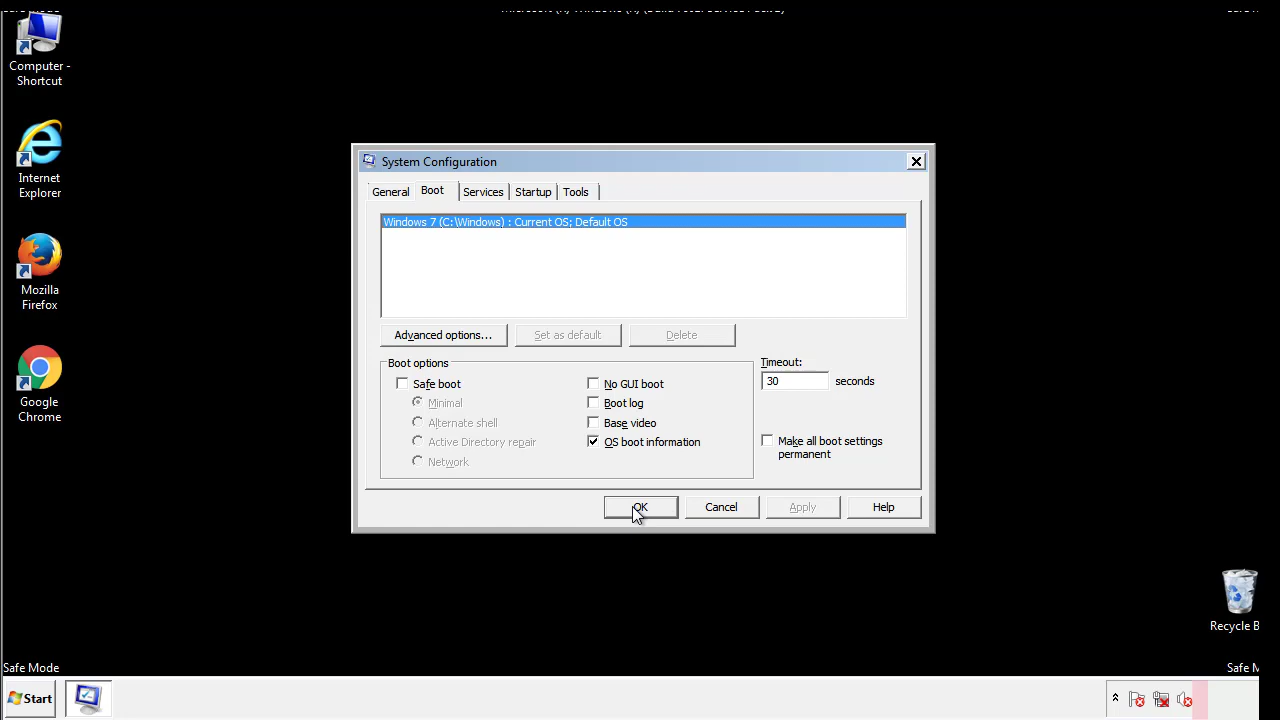 Computer -
Shortcut
Internet
Explorer
Mozilla
Firefox
Google
Chrome
System Configuration
General Boot Services Startup Tools
Windows 7 (C:\Windows) : Current OS; Default OS
Advanced options... Set as default Delete
Boot options
Safe boot
Minimal
Alternate shell
Active Directory repair
Network
No GUI boot
Boot log
Base video
OS boot information
Timeout:
30 seconds
Make all boot settings
permanent
OK Cancel Apply Help
Recycle B
Safe Mode Safe M
Start